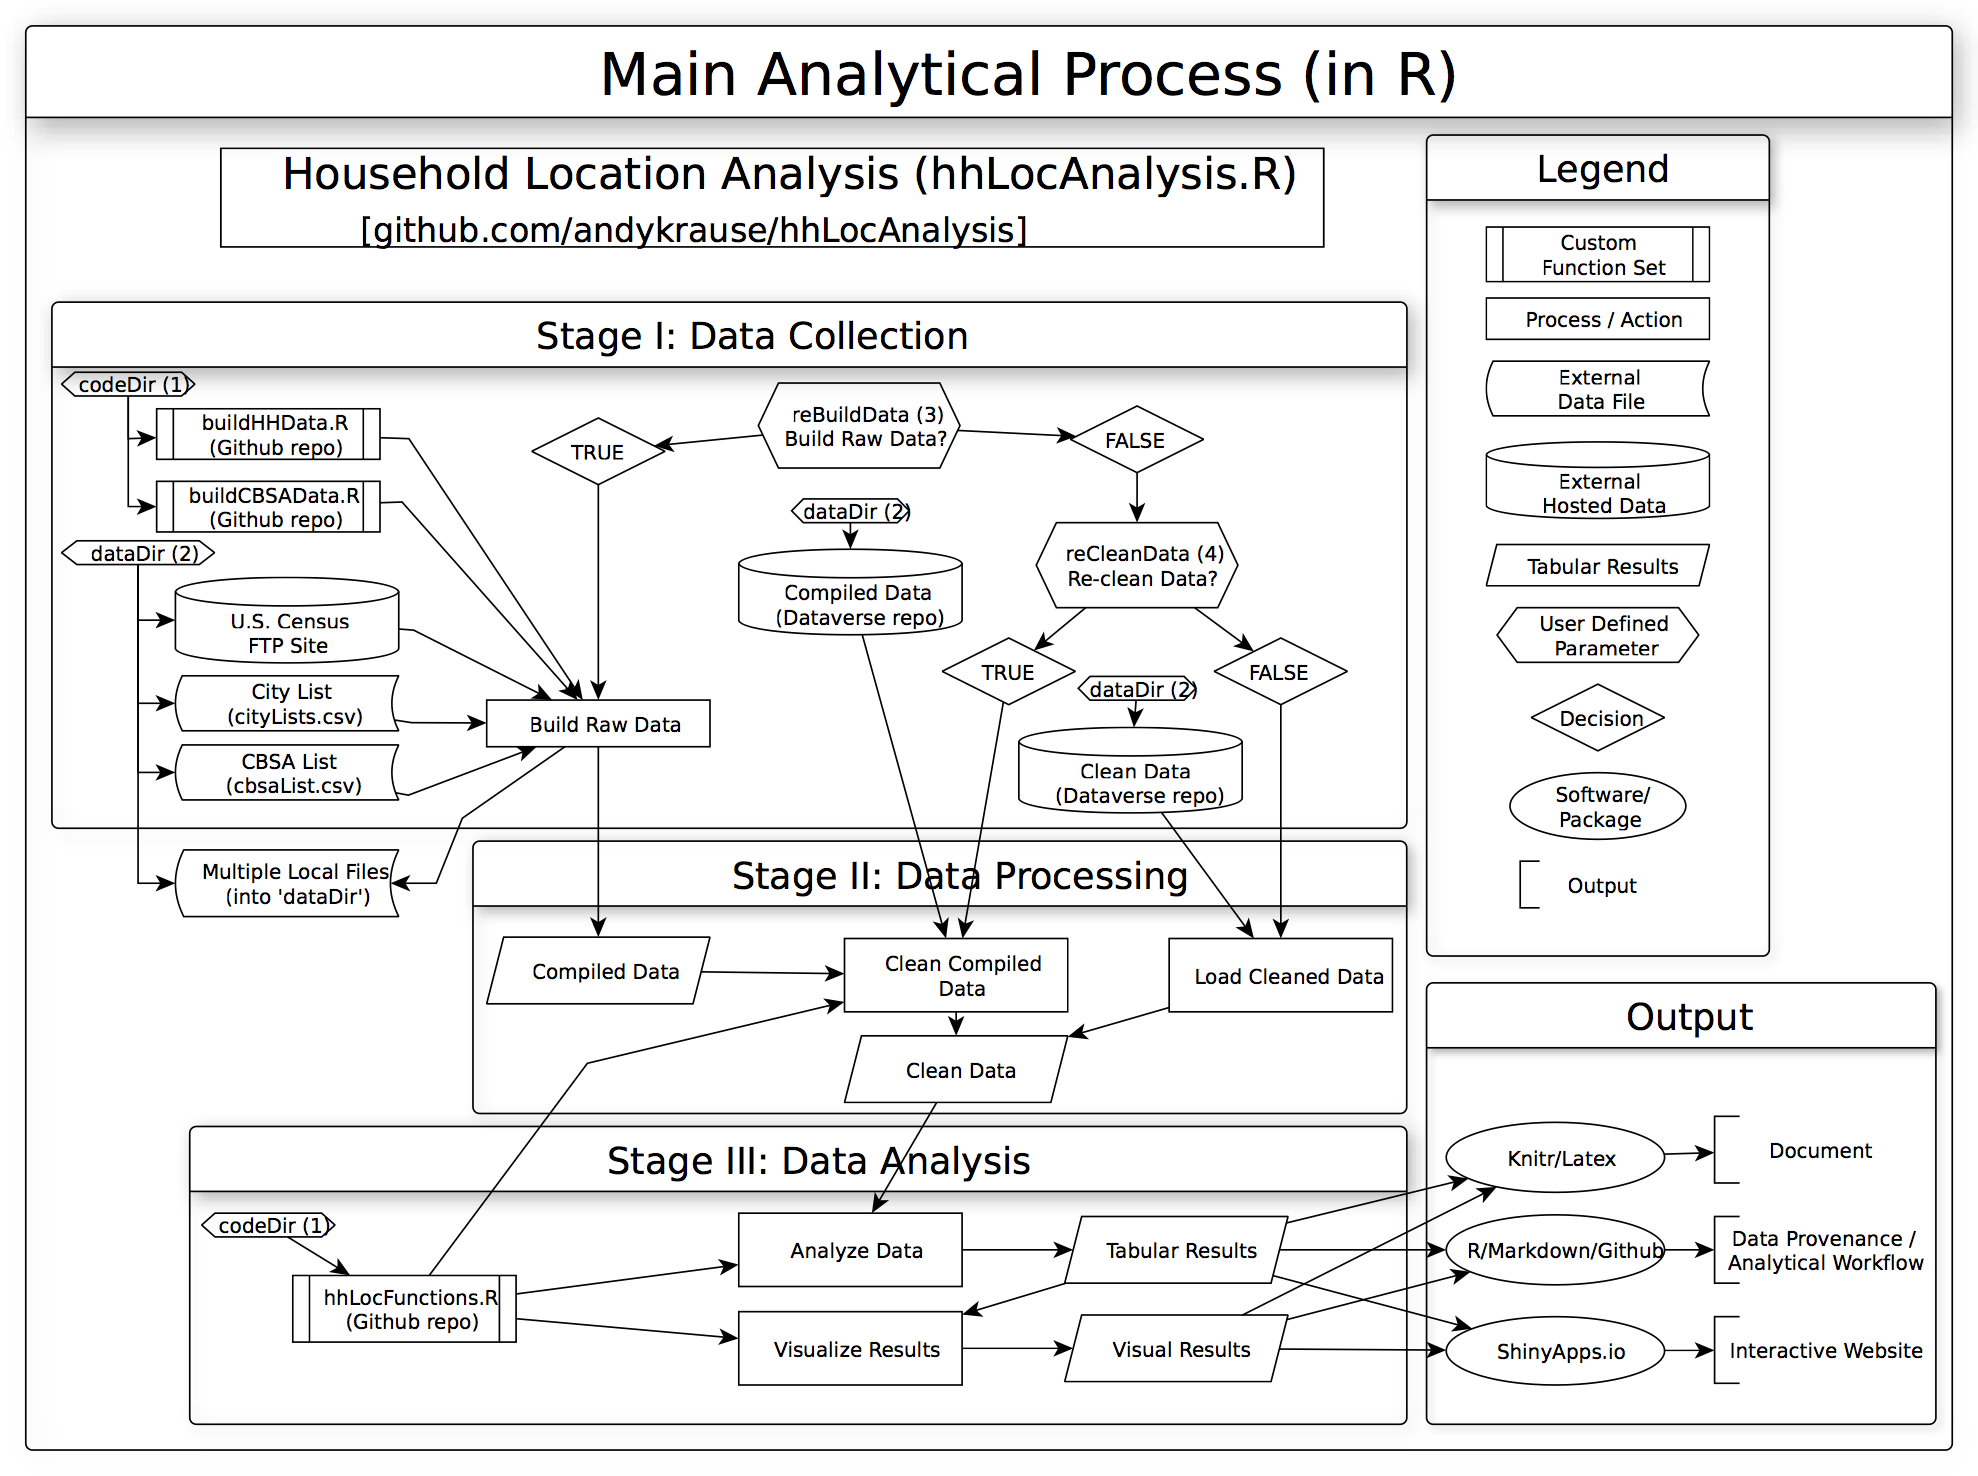 Main Analytical Process (in R)
Household Location Analysis (hhLocAnalysis.R)
[github.com/andykrause/hhLocAnalysis]
Stage I: Data Collection
codeDir (1)
buildHHData.R
(Github repo)
buildCBSAData.R
(Github repo)
dataDir (2)
U.S. Census
FTP Site
City List
(cityLists.csv)
CBSA List
(cbsaList.csv)
Multiple Local Files
(into 'dataDir')
TRUE
reBuildData (3)
Build Raw Data?
FALSE
dataDir (2)
Compiled Data
(Dataverse repo)
reCleanData (4)
Re-clean Data?
TRUE
FALSE
dataDir (2)
Clean Data
(Dataverse repo)
Build Raw Data
Stage II: Data Processing
Compiled Data
Clean Compiled
Data
Load Cleaned Data
Clean Data
Stage III: Data Analysis
codeDir (1)
hhLocFunctions.R
(Github repo)
Analyze Data
Tabular Results
Visualize Results
Visual Results
Legend
Custom
Function Set
Process / Action
External
Data File
External
Hosted Data
Tabular Results
User Defined
Parameter
Decision
Software/
Package
Output
Output
Knitr/Latex
Document
R/Markdown/Github
Data Provenance /
Analytical Workflow
ShinyApps.io
Interactive Website